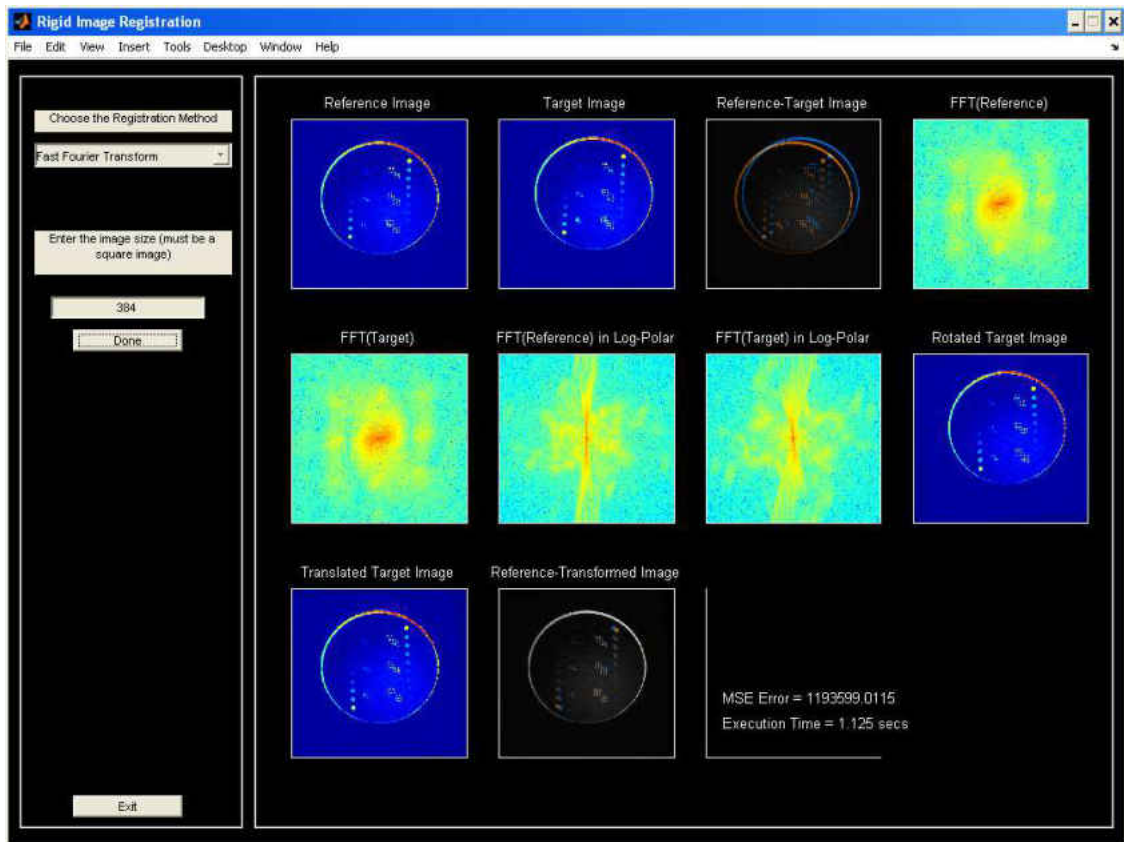 Rigid Image Registration
File Edit View Insert Tools Desktop Window Help
Choose the Registration Method
Fast Fourier Transform
Enter the image size (must be a
square image)
384
Done
Exit
Reference Image
Target Image
Reference-Target Image
FFT(Reference)
FFT(Target)
FFT(Reference) in Log-Polar
FFT(Target) in Log-Polar
Rotated Target Image
Translated Target Image
Reference-Transformed Image
MSE Error = 1193599.0115
Execution Time = 1.125 secs